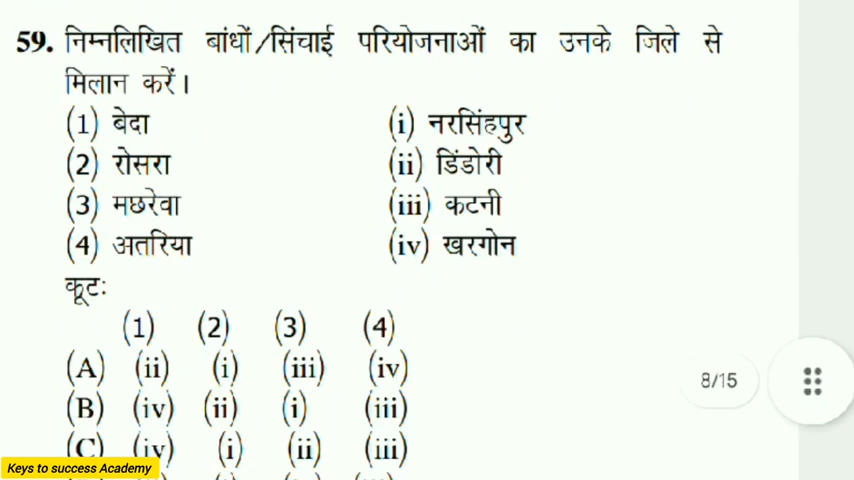 59. निम्नलिखित बांधों/सिंचाई परियोजनाओं का उनके जिले से
मिलान करें।
(1) बेदा (i) नरसिंहपुर
(2) रोसरा (ii) डिंडोरी
(3) मछरेवा (iii) कटनी
(4) अतरिया (iv) खरगोन
कूटः
(1) (2) (3) (4)
(A) (ii) (i) (iii) (iv)
(B) (iv) (ii) (i) (iii)
(C) (iv) (i) (ii) (iii)
8/15
Keys to success Academy